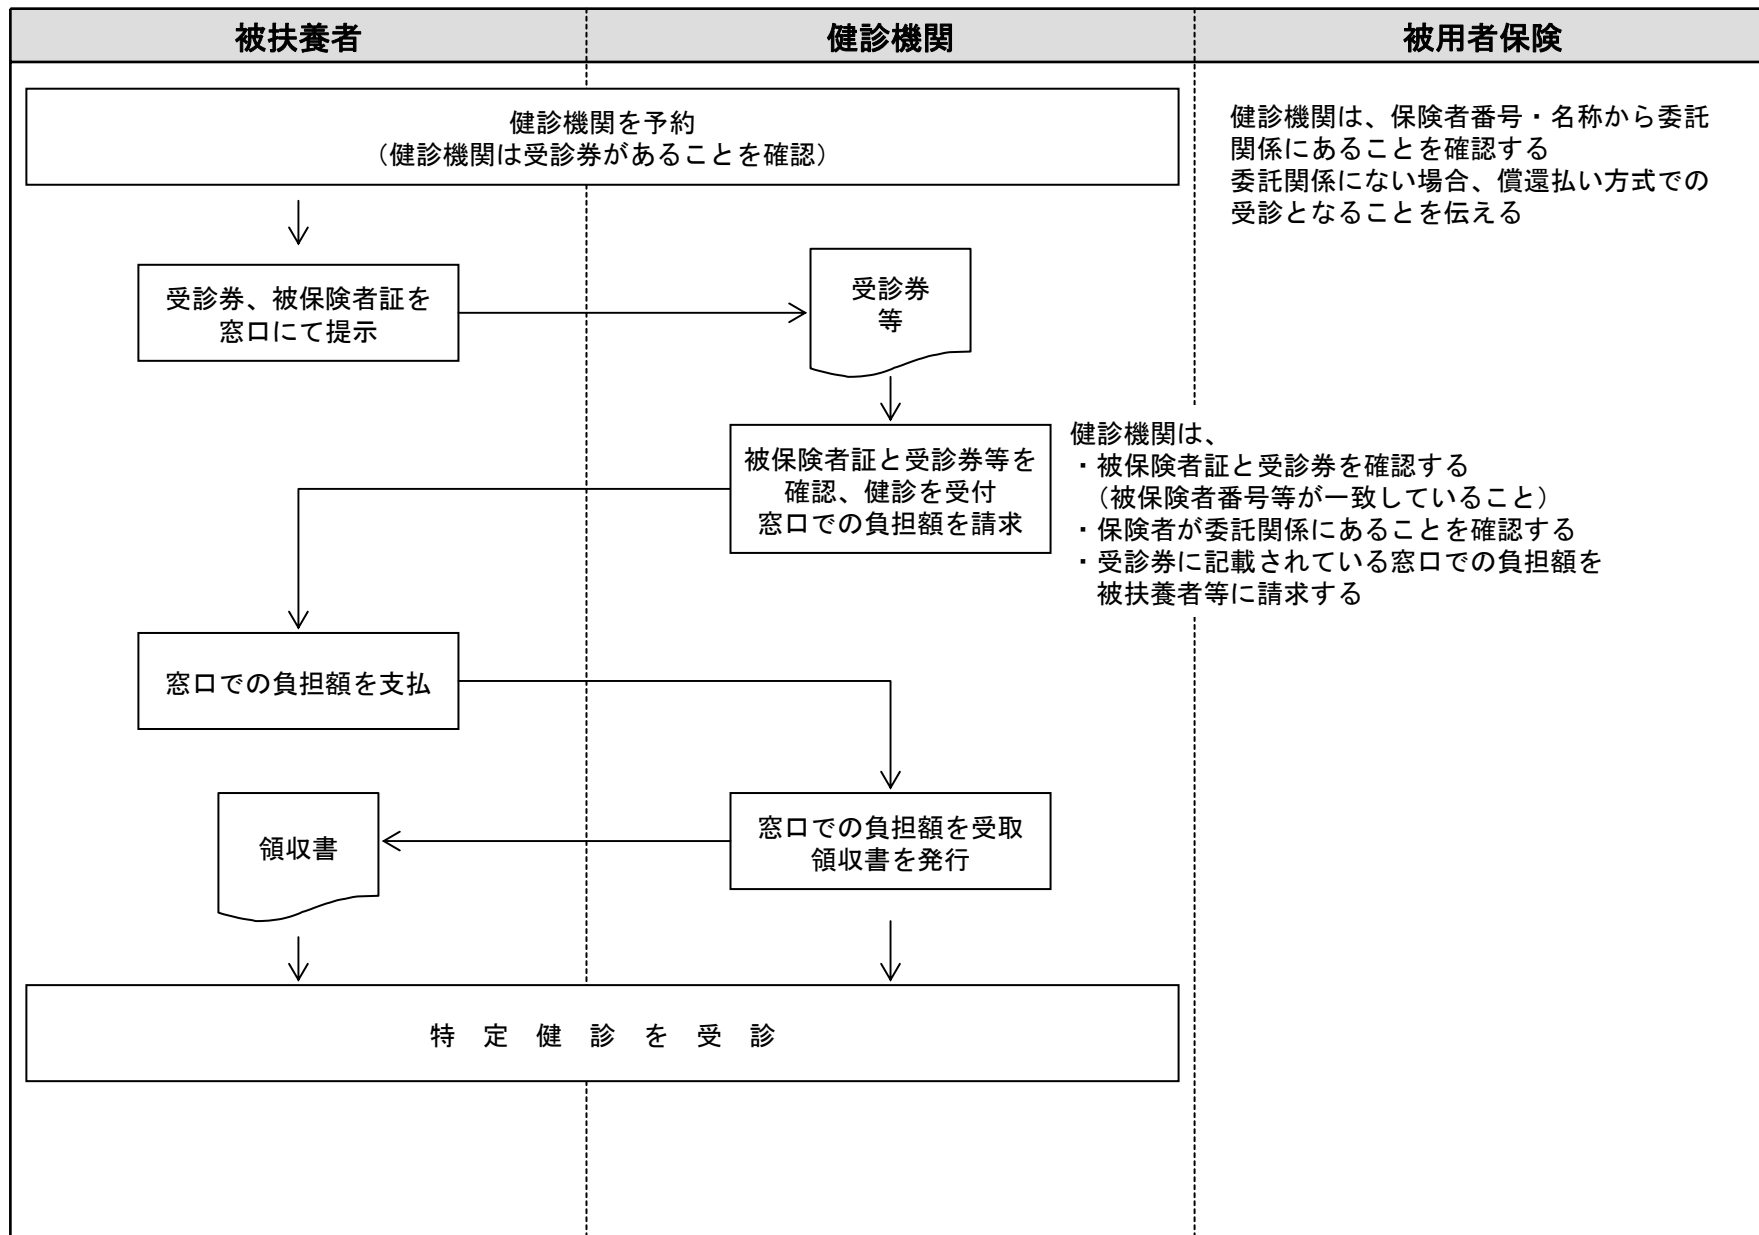 被扶養者
健診機関
被用者保険
健診機関を予約
（健診機関は受診券があることを確認）
健診機関は、保険者番号・名称から委託
関係にあることを確認する
委託関係にない場合、償還払い方式での
受診となることを伝える
受診券、被保険者証を
窓口にて提示
受診券
等
被保険者証と受診券等を
確認、健診を受付
窓口での負担額を請求
健診機関は、
・被保険者証と受診券を確認する
（被保険者番号等が一致していること）
・保険者が委託関係にあることを確認する
・受診券に記載されている窓口での負担額を
被扶養者等に請求する
窓口での負担額を支払
領収書
窓口での負担額を受取
領収書を発行
特　定　健　診　を　受　診